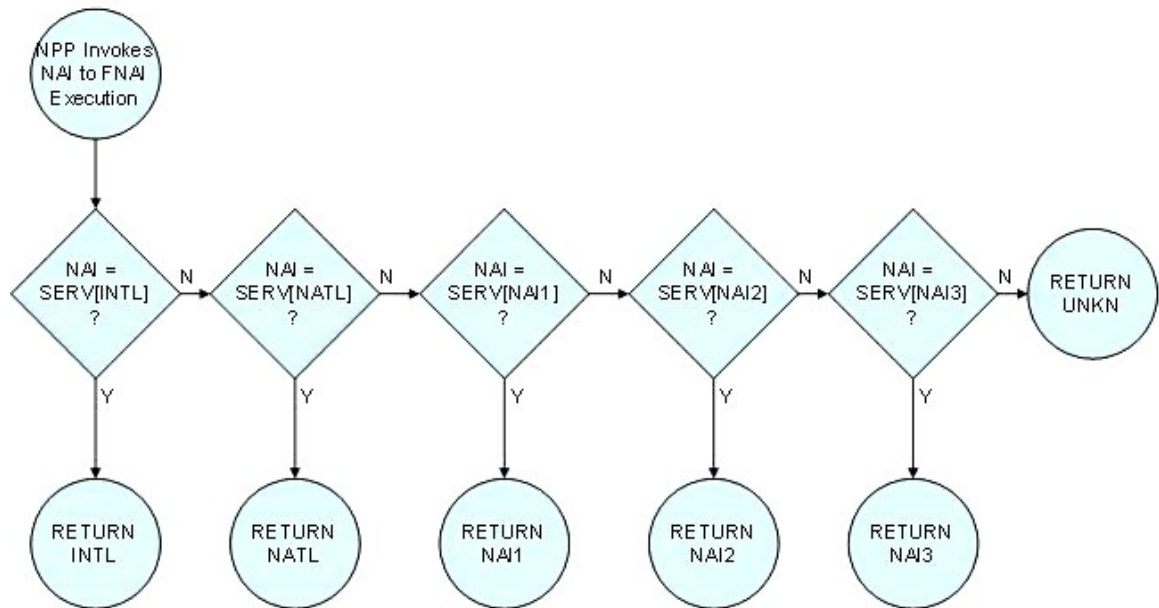 NPP Invokes
NAI to FNAI
Execution
NAI =
SERV[INTL]
?
N
NAI =
SERV[NATL]
?
N
NAI =
SERV[NAI1]
?
N
NAI =
SERV[NAI2]
?
N
NAI =
SERV[NAI3]
?
N
RETURN
UNKN
Y
Y
Y
Y
Y
RETURN
INTL
RETURN
NATL
RETURN
NAI1
RETURN
NAI2
RETURN
NAI3